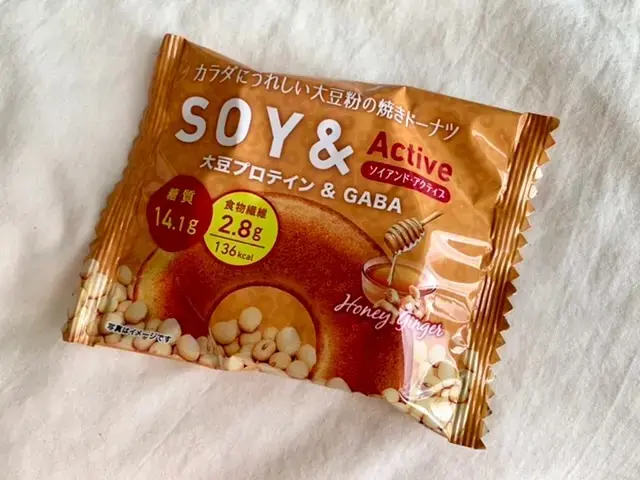 カラダにうれしい大豆粉の焼きドーナツ
SOY & Active
ソイアンド・アクティブ
大豆プロテイン & GABA
糖質
14.1g
食物繊維
2.8g
136kcal
Honey Ginger
写真はイメージです